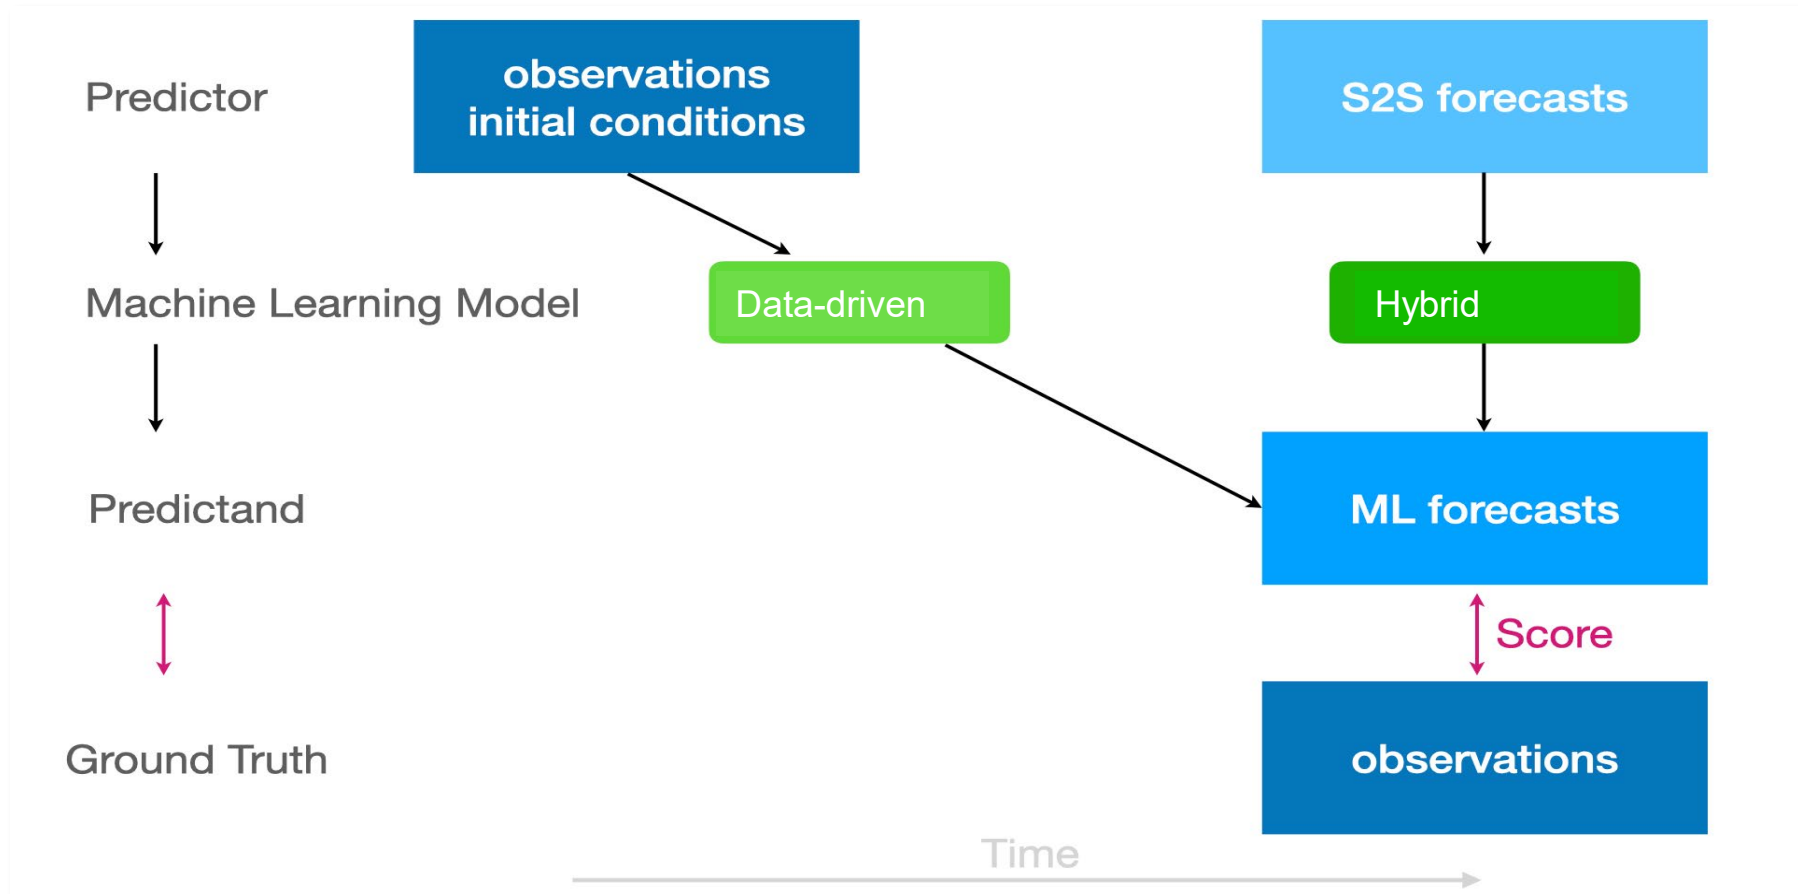 Predictor
observations
initial conditions
S2S forecasts
Machine Learning Model
Data-driven
Hybrid
Predictand
ML forecasts
Score
Ground Truth
observations
Time